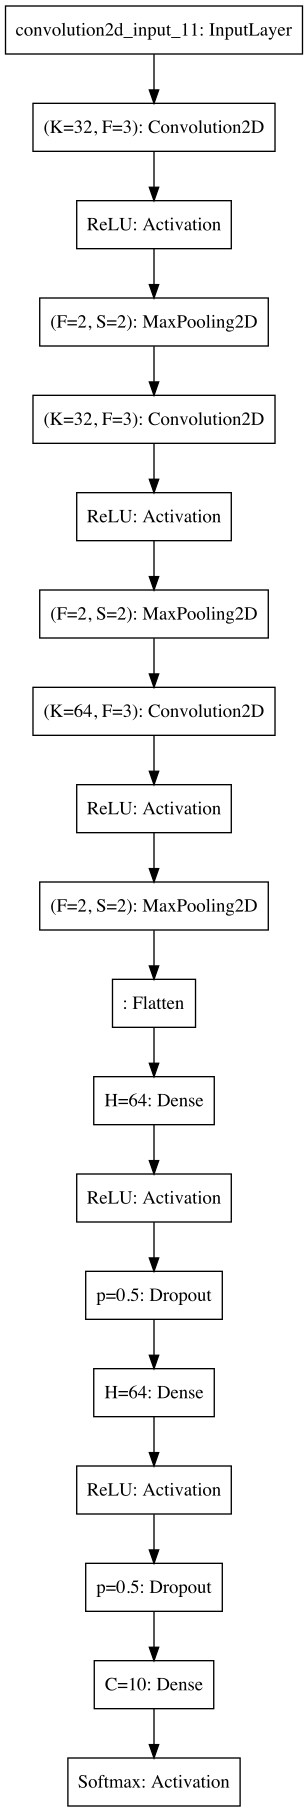 convolution2d_input_11: InputLayer
(K=32, F=3): Convolution2D
ReLU: Activation
(F=2, S=2): MaxPooling2D
(K=32, F=3): Convolution2D
ReLU: Activation
(F=2, S=2): MaxPooling2D
(K=64, F=3): Convolution2D
ReLU: Activation
(F=2, S=2): MaxPooling2D
: Flatten
H=64: Dense
ReLU: Activation
p=0.5: Dropout
H=64: Dense
ReLU: Activation
p=0.5: Dropout
C=10: Dense
Softmax: Activation